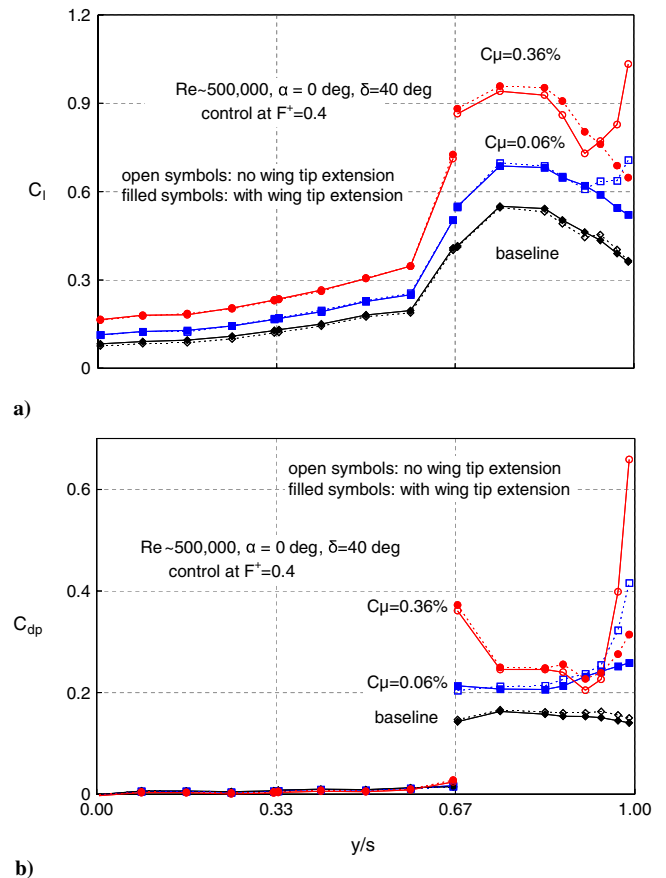 1.2
Cμ=0.36%
Re~500,000, α = 0 deg, δ=40 deg
control at F⁺=0.4
0.9
Cμ=0.06%
open symbols: no wing tip extension
filled symbols: with wing tip extension
Cₗ
0.6
baseline
0.3
0
a)
open symbols: no wing tip extension
filled symbols: with wing tip extension
0.6
Re~500,000, α = 0 deg, δ=40 deg
control at F⁺=0.4
0.4
Cμ=0.36%
C_dp
Cμ=0.06%
0.2
baseline
0
0.00 0.33 0.67 1.00
y/s
b)